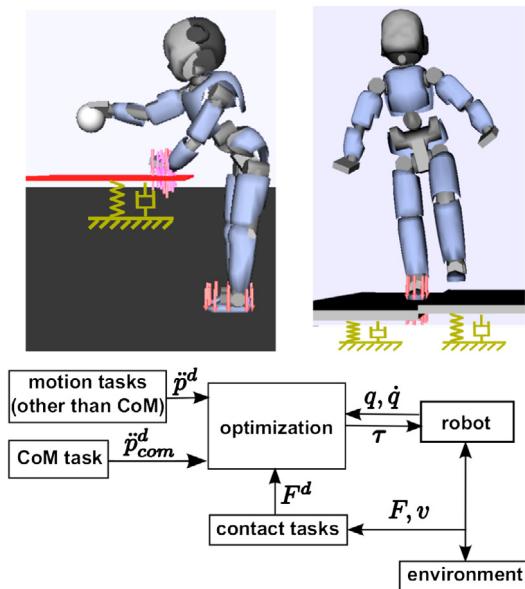 motion tasks
(other than CoM)
p̈^d
CoM task
p̈^d_com
optimization
q, q̇
τ
robot
F^d
contact tasks
F, v
environment